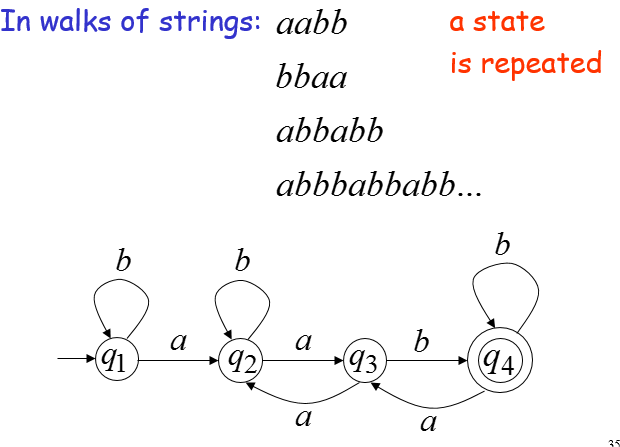 In walks of strings: aabb a state
is repeated
bbaa
abbabb
abbbabbabb...
b b b
q1 a q2 a q3 b q4
a a
35